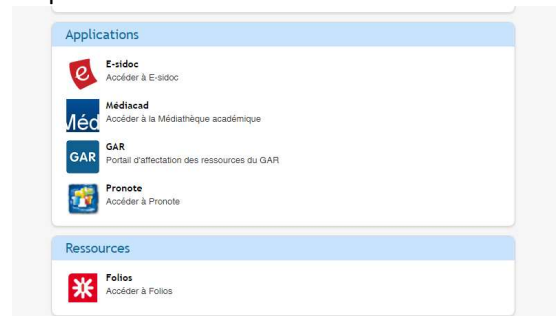 Applications
E-sidoc
Accéder à E-sidoc
Médiacad
Accéder à la Médiathèque académique
Méd
GAR
GAR
Portail d'affectation des ressources du GAR
Pronote
Accéder à Pronote
Ressources
Folios
Accéder à Folios